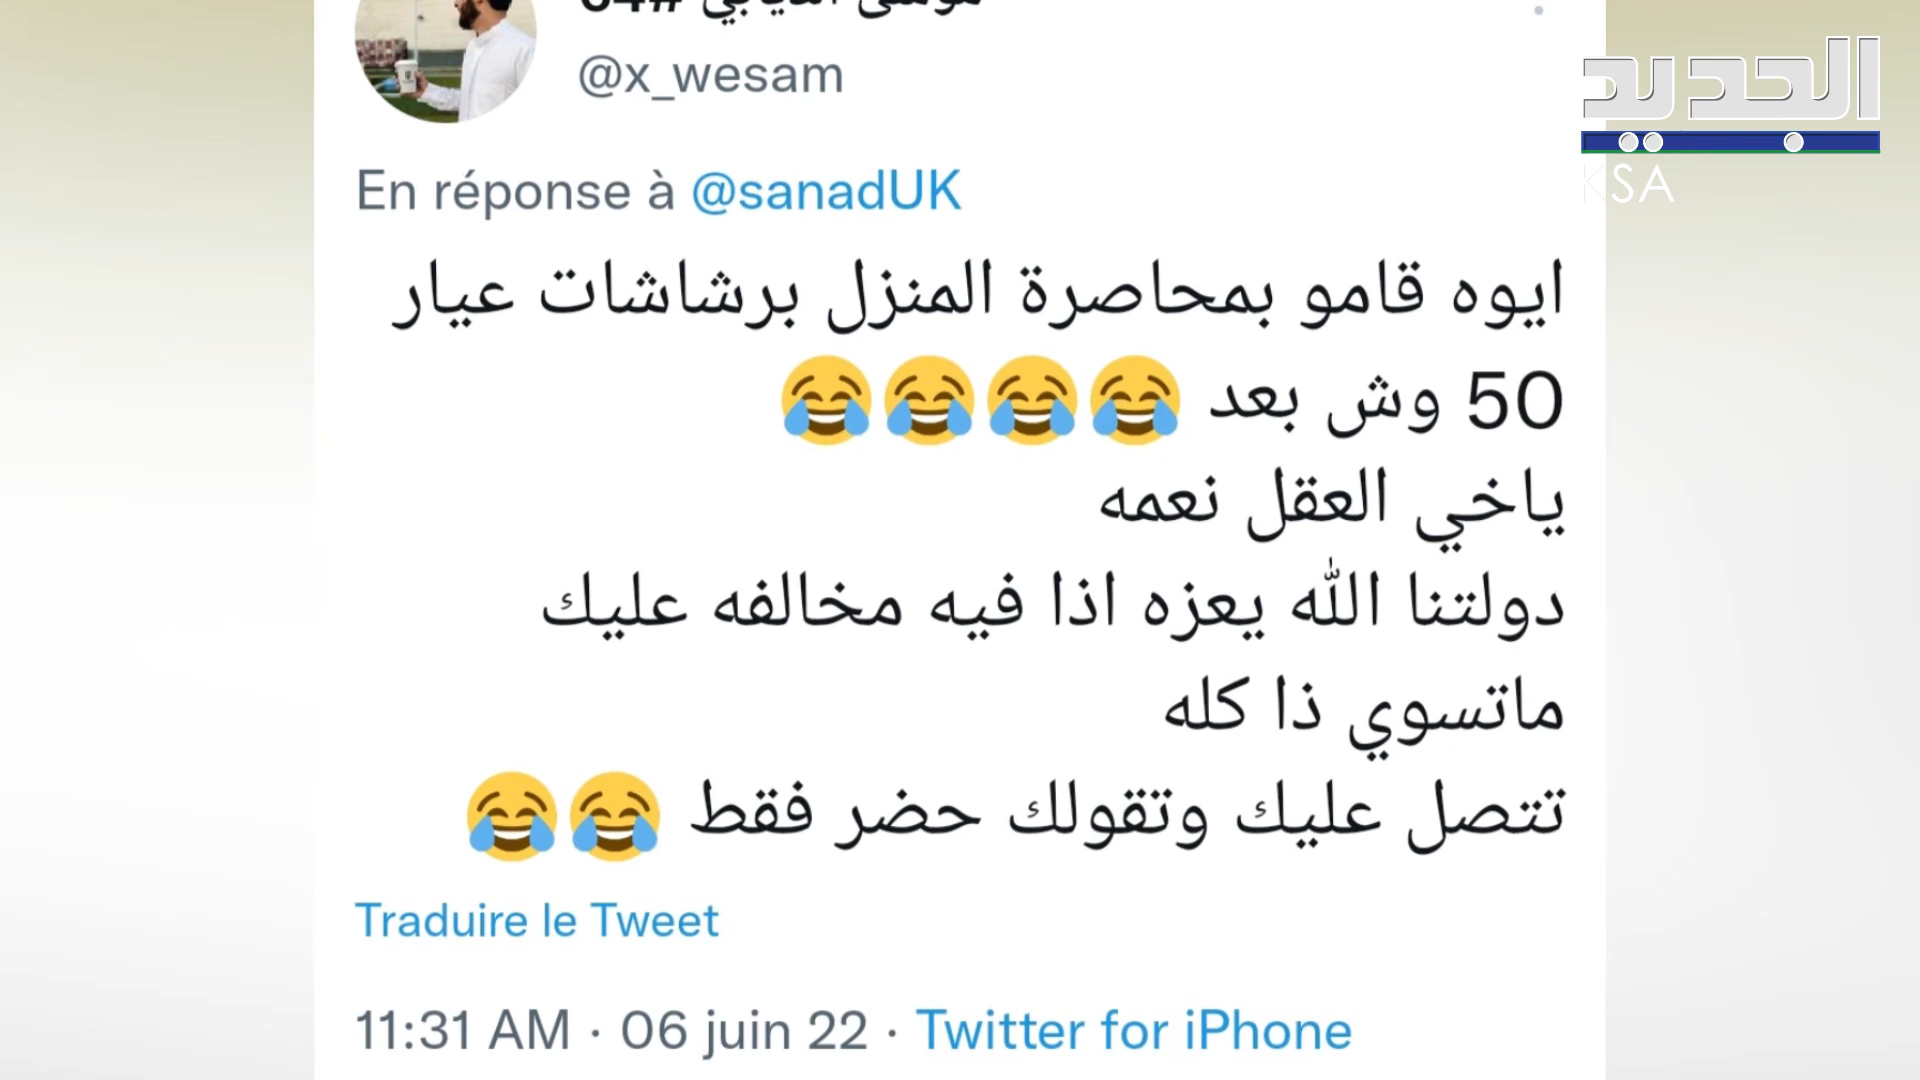 @x_wesam
الجديد
KSA
En réponse à @sanadUK
ايوه قامو بمحاصرة المنزل برشاشات عيار
50 وش بعد 😂😂😂😂
ياخي العقل نعمه
دولتنا الله يعزه اذا فيه مخالفه عليك
ماتسوي ذا كله
تتصل عليك وتقولك حضر فقط 😂😂
Traduire le Tweet
11:31 AM · 06 juin 22 · Twitter for iPhone